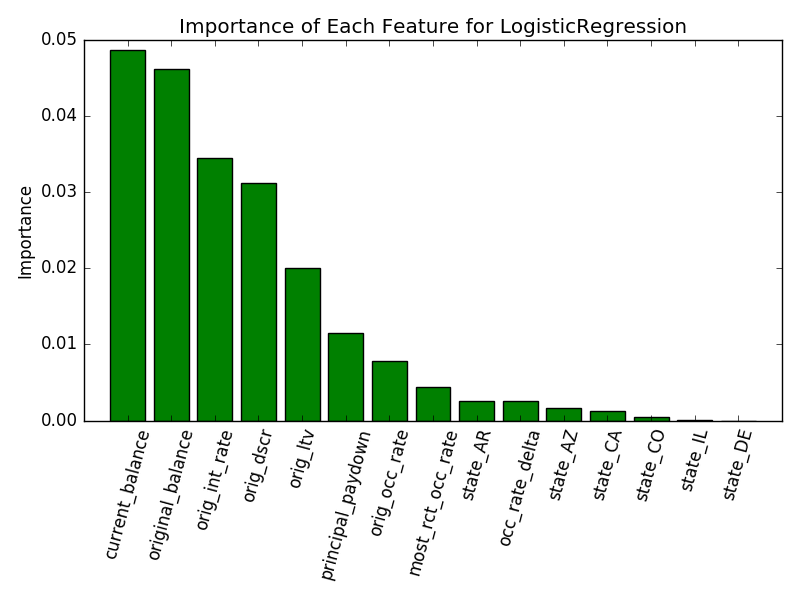 Importance of Each Feature for LogisticRegression
0.05
0.04
0.03
0.02
0.01
0.00
Importance
current_balance
original_balance
orig_int_rate
orig_dscr
orig_ltv
principal_paydown
orig_occ_rate
most_rct_occ_rate
state_AR
occ_rate_delta
state_AZ
state_CA
state_CO
state_IL
state_DE